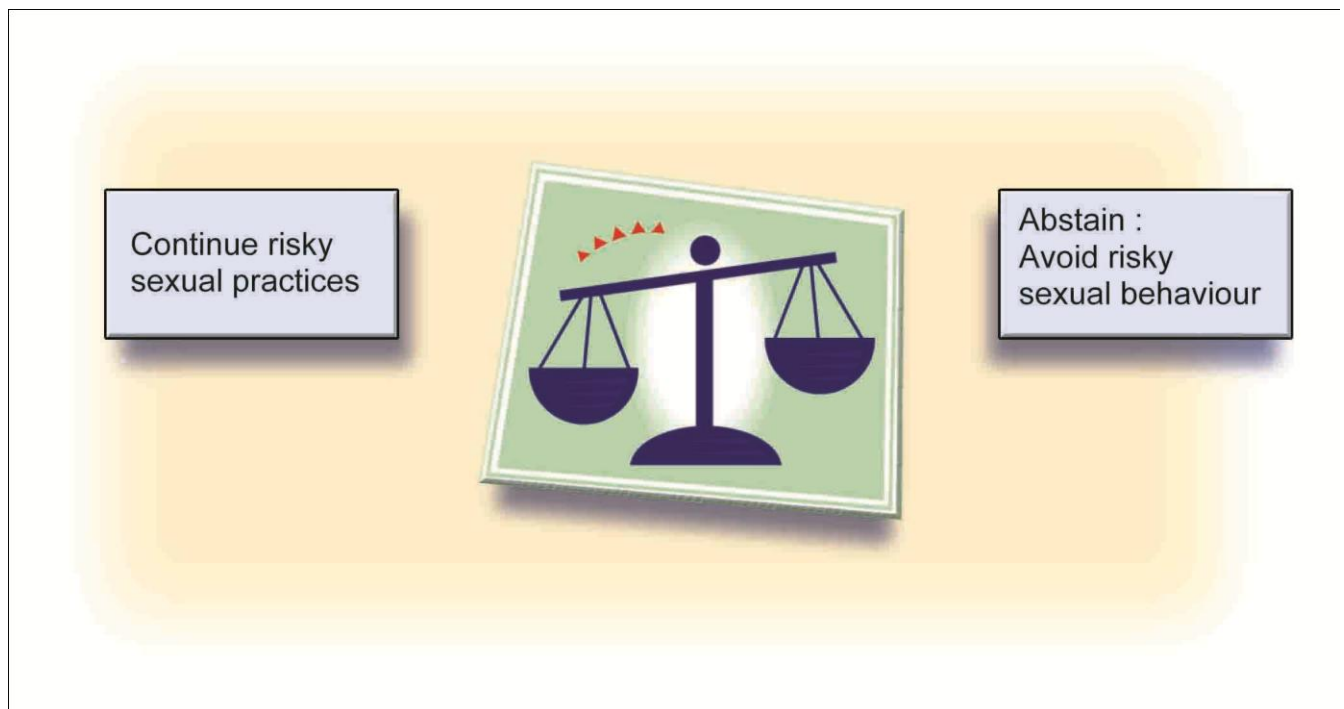 Continue risky
sexual practices
Abstain :
Avoid risky
sexual behaviour